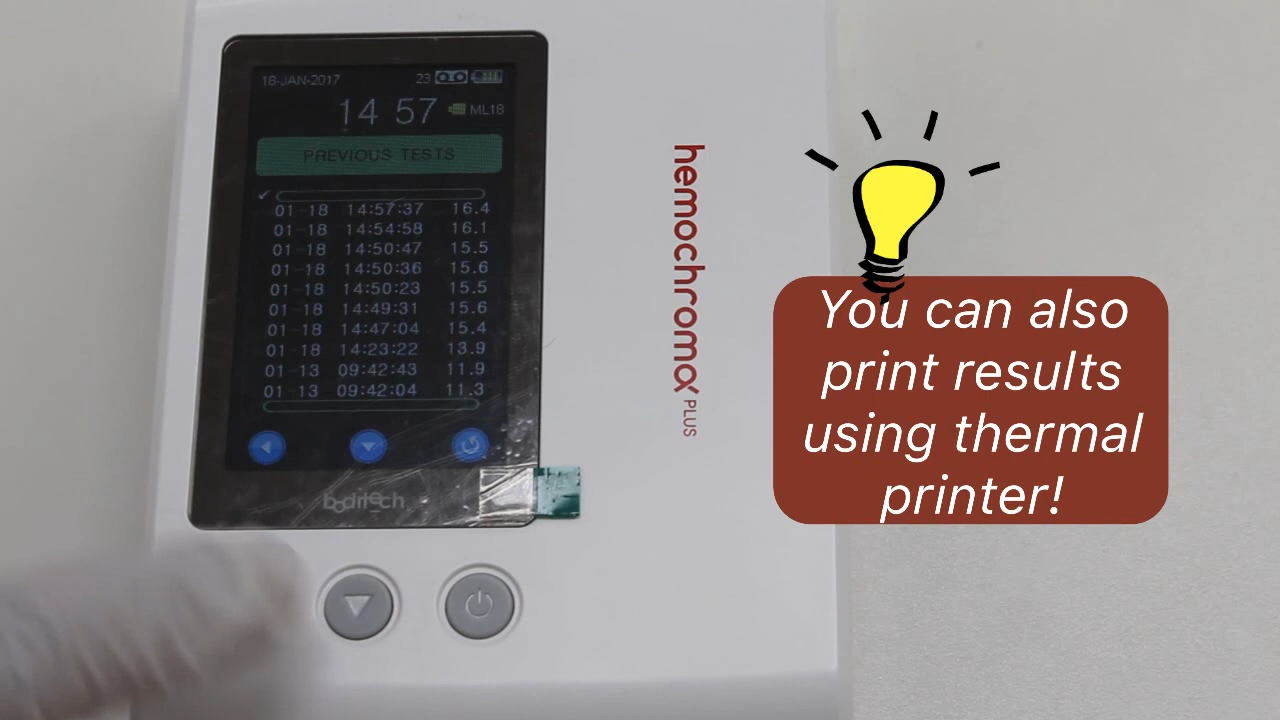 18-JAN-2017 23
14 57 ML18
PREVIOUS TESTS
01-18 14:57:37 16.4
01-18 14:54:58 16.1
01-18 14:50:47 15.5
01-18 14:50:36 15.6
01-18 14:50:23 15.5
01-18 14:49:31 15.6
01-18 14:47:04 15.4
01-18 14:23:22 13.9
01-13 09:42:43 11.9
01-13 09:42:04 11.3
boditech
hemochroma PLUS
You can also
print results
using thermal
printer!